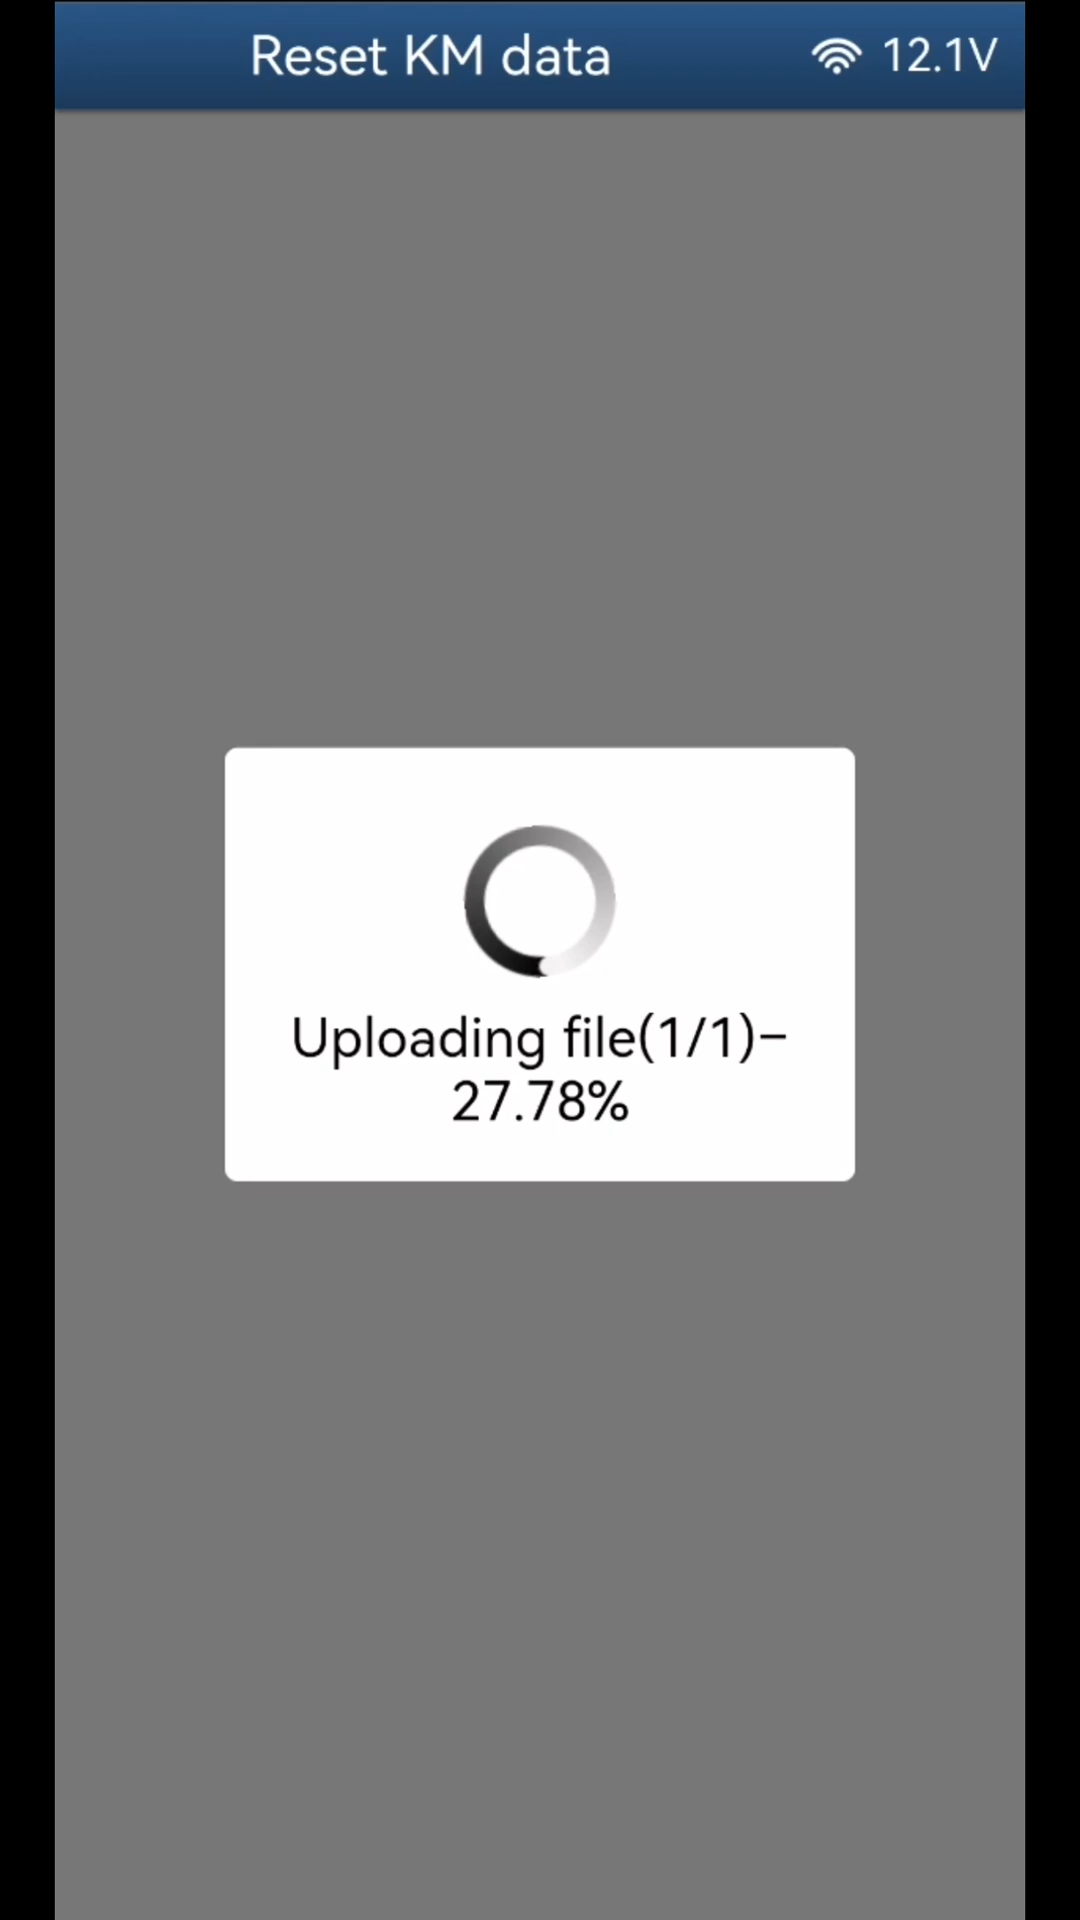 Reset KM data 12.1V
Uploading file(1/1)-
27.78%